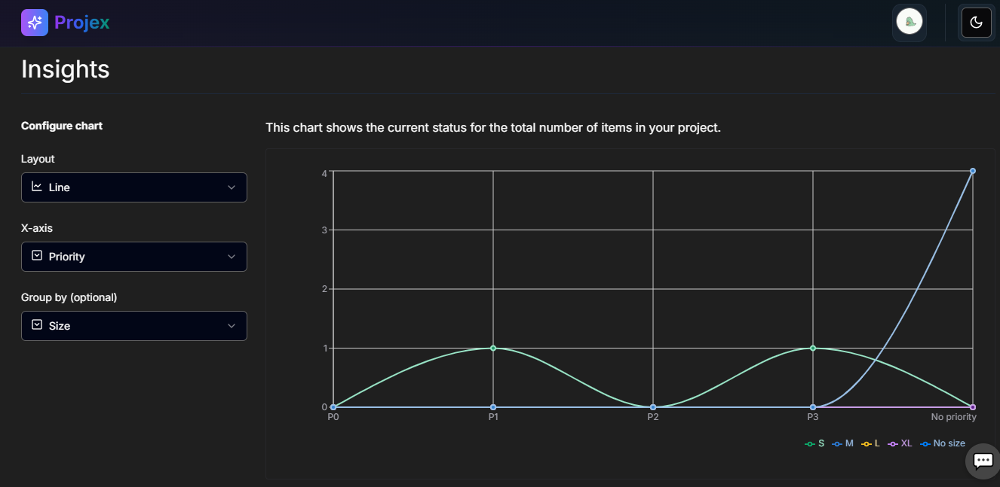 Projex
Insights
Configure chart
Layout
Line
X-axis
Priority
Group by (optional)
Size
This chart shows the current status for the total number of items in your project.
4
3
2
1
0
P0 P1 P2 P3 No priority
S M L XL No size